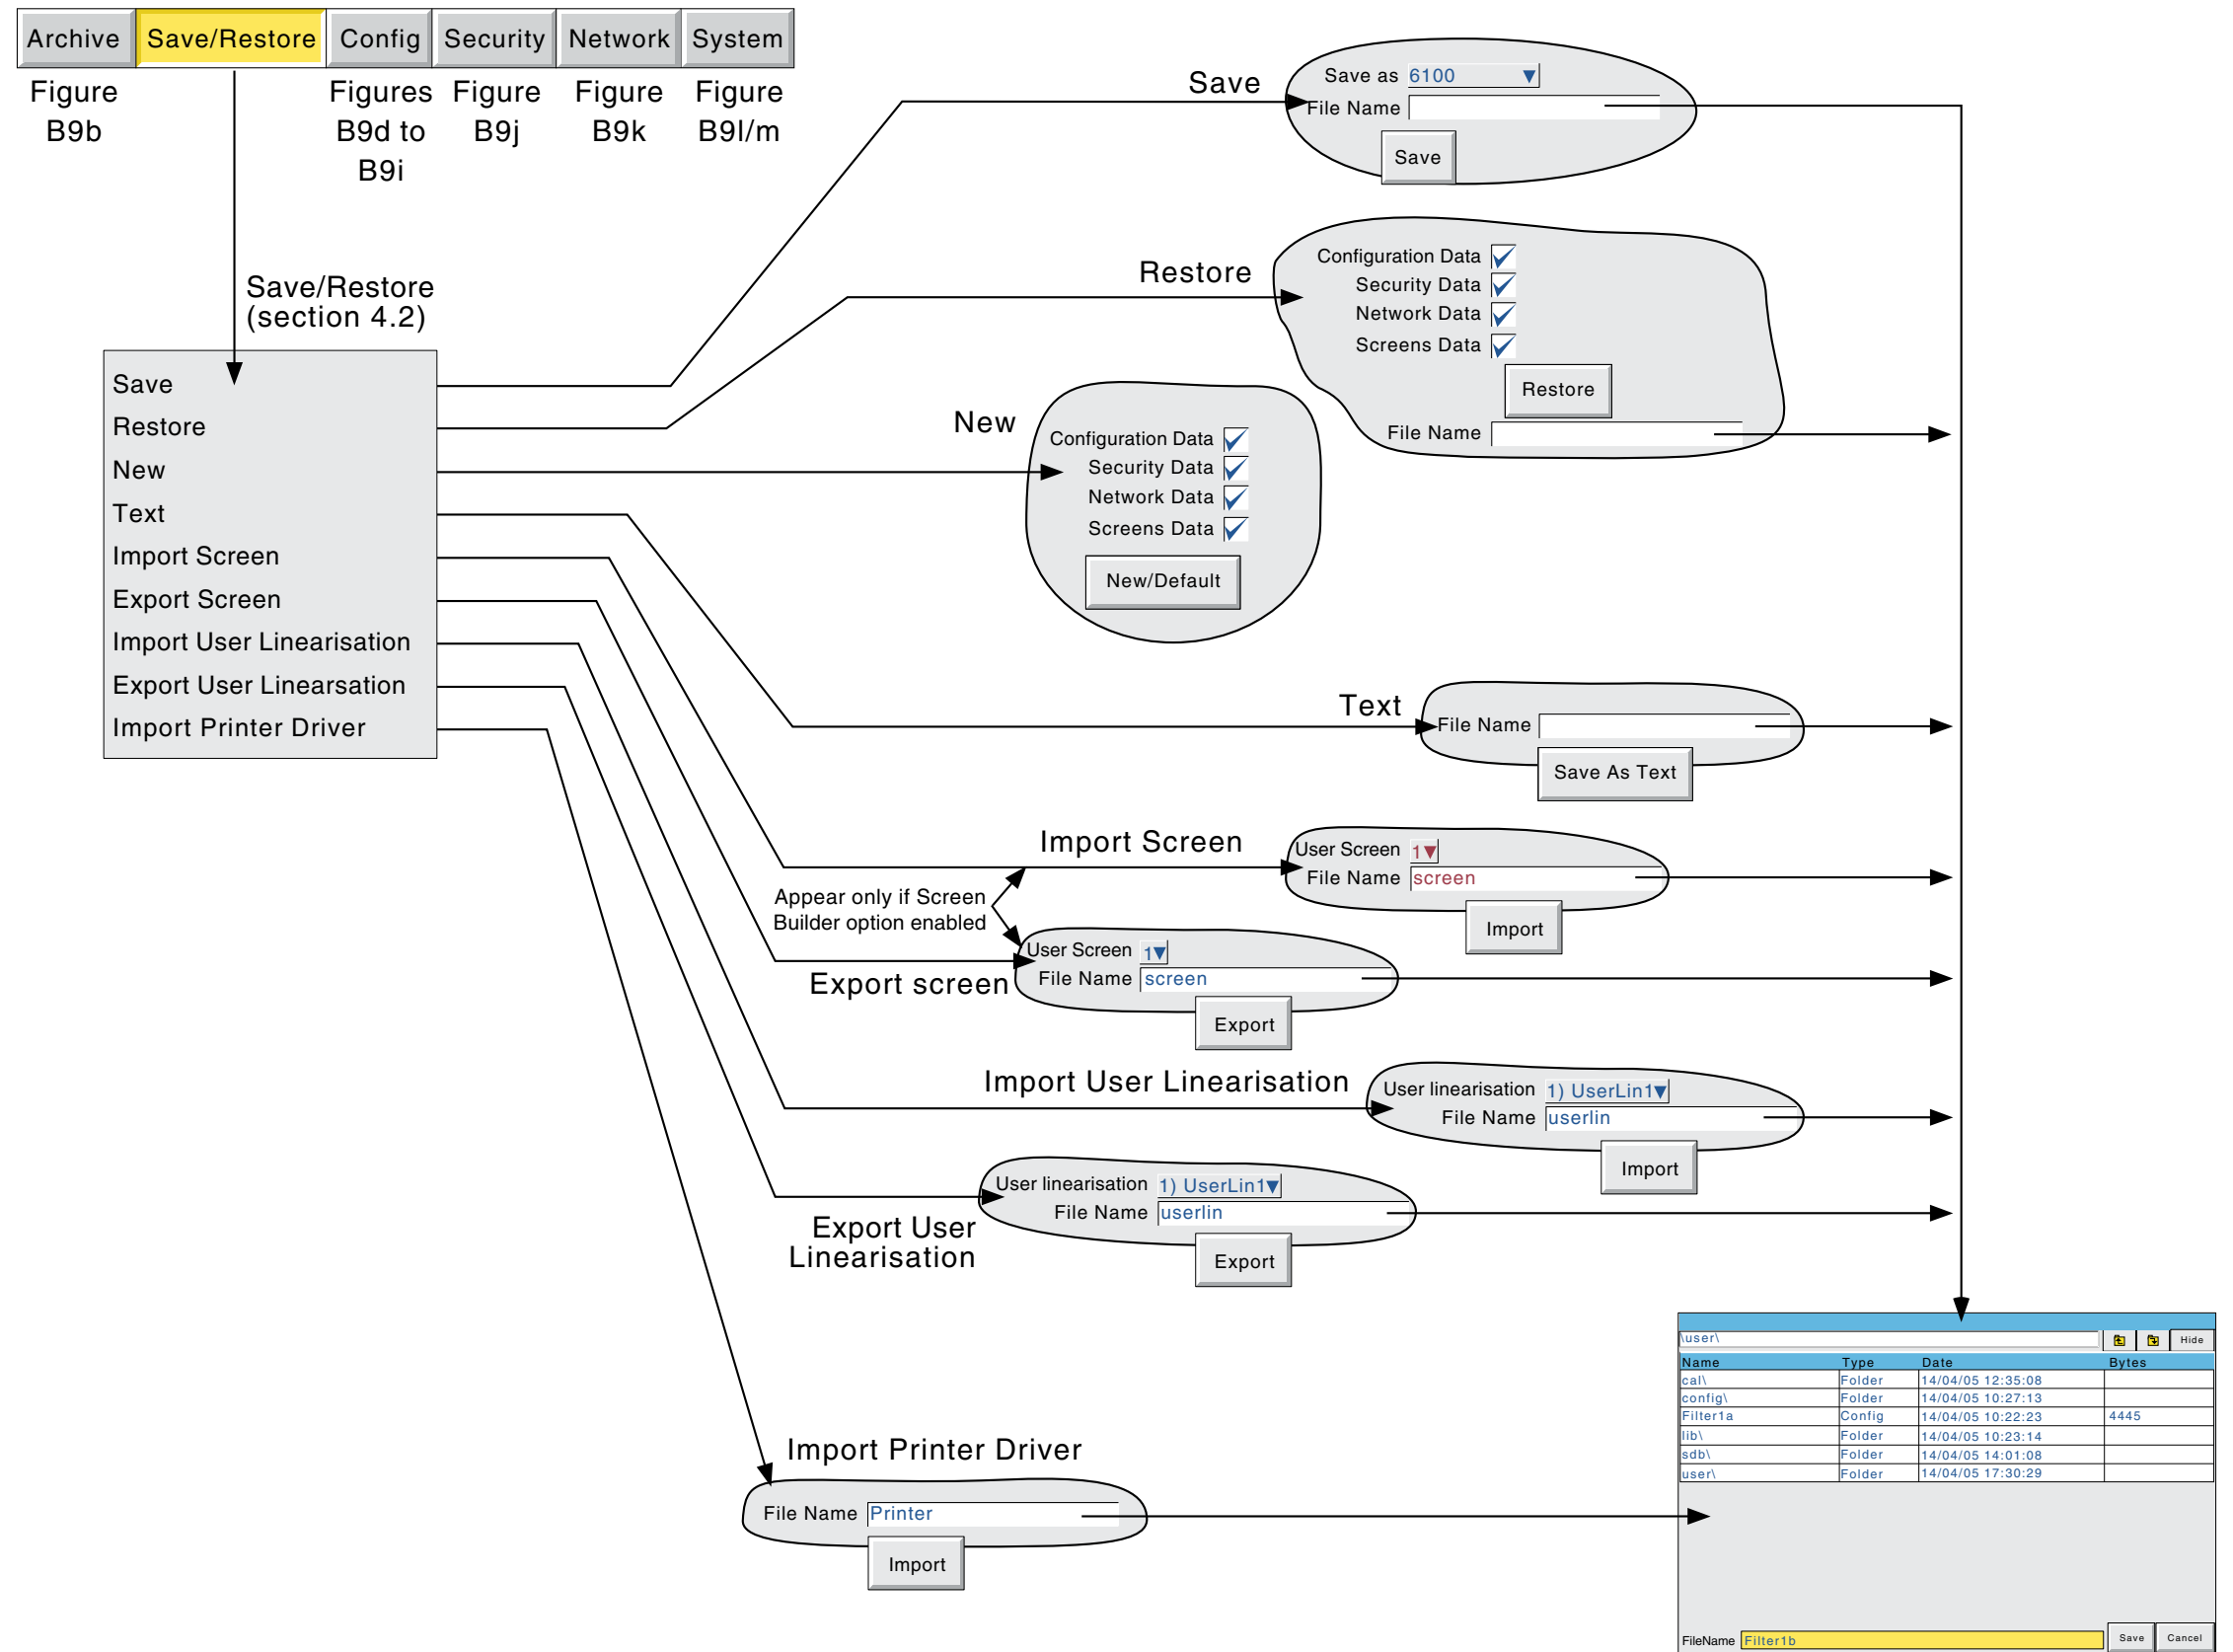 Archive Save/Restore Config Security Network System
Figure B9b
Figures B9d to B9i
Figure B9j
Figure B9k
Figure B9l/m
Save/Restore
(section 4.2)
Save
Restore
New
Text
Import Screen
Export Screen
Import User Linearisation
Export User Linearsation
Import Printer Driver
Save
Save as 6100
File Name
Save
Restore
Configuration Data
Security Data
Network Data
Screens Data
Restore
File Name
New
Configuration Data
Security Data
Network Data
Screens Data
New/Default
Text
File Name
Save As Text
Import Screen
User Screen 1
File Name screen
Import
Appear only if Screen
Builder option enabled
Export screen
User Screen 1
File Name screen
Export
Import User Linearisation
User linearisation 1) UserLin1
File Name userlin
Import
Export User
Linearisation
User linearisation 1) UserLin1
File Name userlin
Export
Import Printer Driver
File Name Printer
Import
\user\ Hide
Name Type Date Bytes
cal\ Folder 14/04/05 12:35:08
config\ Folder 14/04/05 10:27:13
Filter1a Config 14/04/05 10:22:23 4445
lib\ Folder 14/04/05 10:23:14
sdb\ Folder 14/04/05 14:01:08
user\ Folder 14/04/05 17:30:29
FileName Filter1b Save Cancel